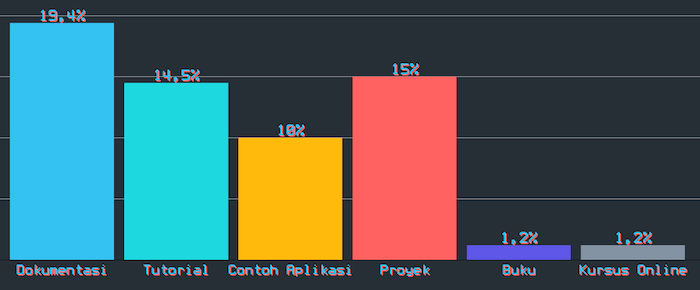 19,4%
14,5%
10%
15%
1,2%
1,2%
Dokumentasi
Tutorial
Contoh Aplikasi
Proyek
Buku
Kursus Online